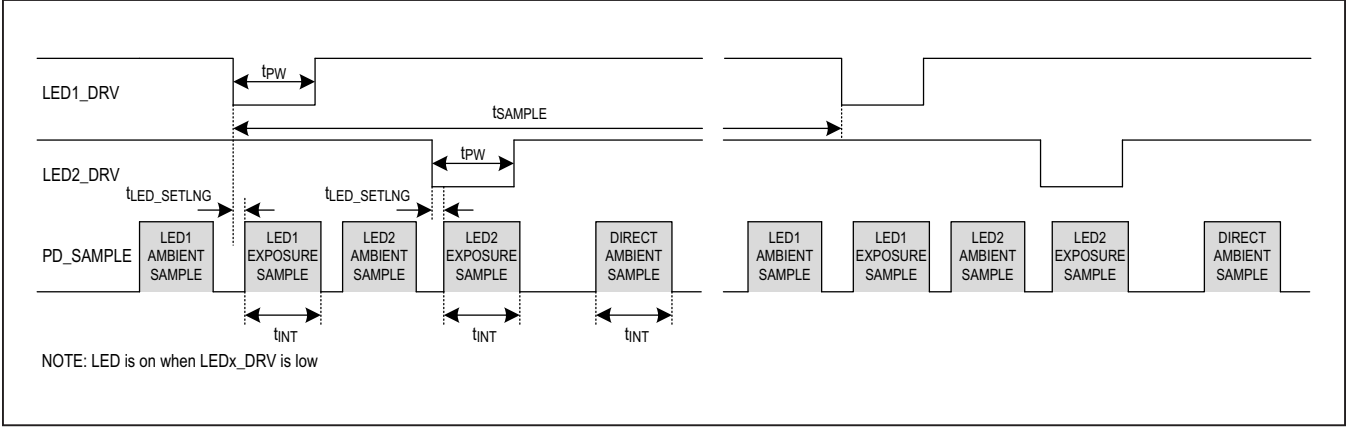 LED1_DRV
tPW
tSAMPLE
LED2_DRV
tPW
tLED_SETLNG
tLED_SETLNG
PD_SAMPLE
LED1
AMBIENT
SAMPLE
LED1
EXPOSURE
SAMPLE
LED2
AMBIENT
SAMPLE
LED2
EXPOSURE
SAMPLE
DIRECT
AMBIENT
SAMPLE
LED1
AMBIENT
SAMPLE
LED1
EXPOSURE
SAMPLE
LED2
AMBIENT
SAMPLE
LED2
EXPOSURE
SAMPLE
DIRECT
AMBIENT
SAMPLE
tINT
tINT
tINT
NOTE: LED is on when LEDx_DRV is low